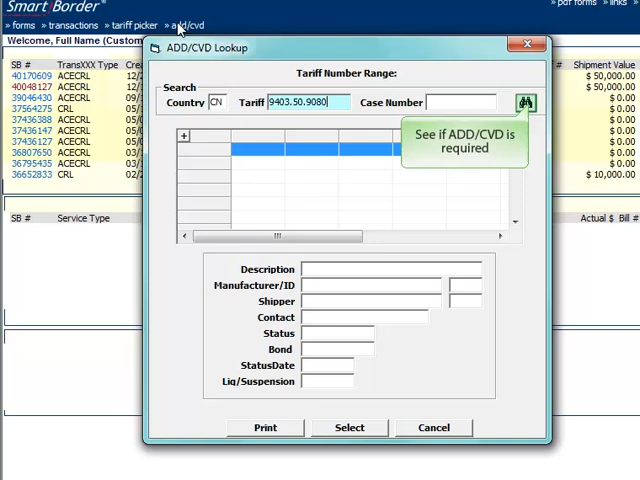 Smart Border
» pdf forms » links
» forms » transactions » tariff picker » add/cvd
Welcome, Full Name (Custom
ADD/CVD Lookup
Tariff Number Range:
Search
Country CN Tariff 9403.50.9080 Case Number
See if ADD/CVD is
required
SB # TransXXX Type Crea Shipment Value
40170609 ACECRL 12/2 $ 50,000.00
40048127 ACECRL 12/ $ 50,000.00
39046430 ACECRL 03/ $ 0.00
37564275 CRL 05/ $ 0.00
37436388 ACECRL 05/ $ 0.00
37436147 ACECRL 05/ $ 0.00
37436127 ACECRL 05/ $ 0.00
36807650 ACECRL 03/ $ 0.00
36795435 ACECRL 03/ $ 0.00
36652833 CRL 02/ $ 10,000.00
SB # Service Type Actual $ Bill #
Description
Manufacturer/ID
Shipper
Contact
Status
Bond
StatusDate
Liq/Suspension
Print Select Cancel